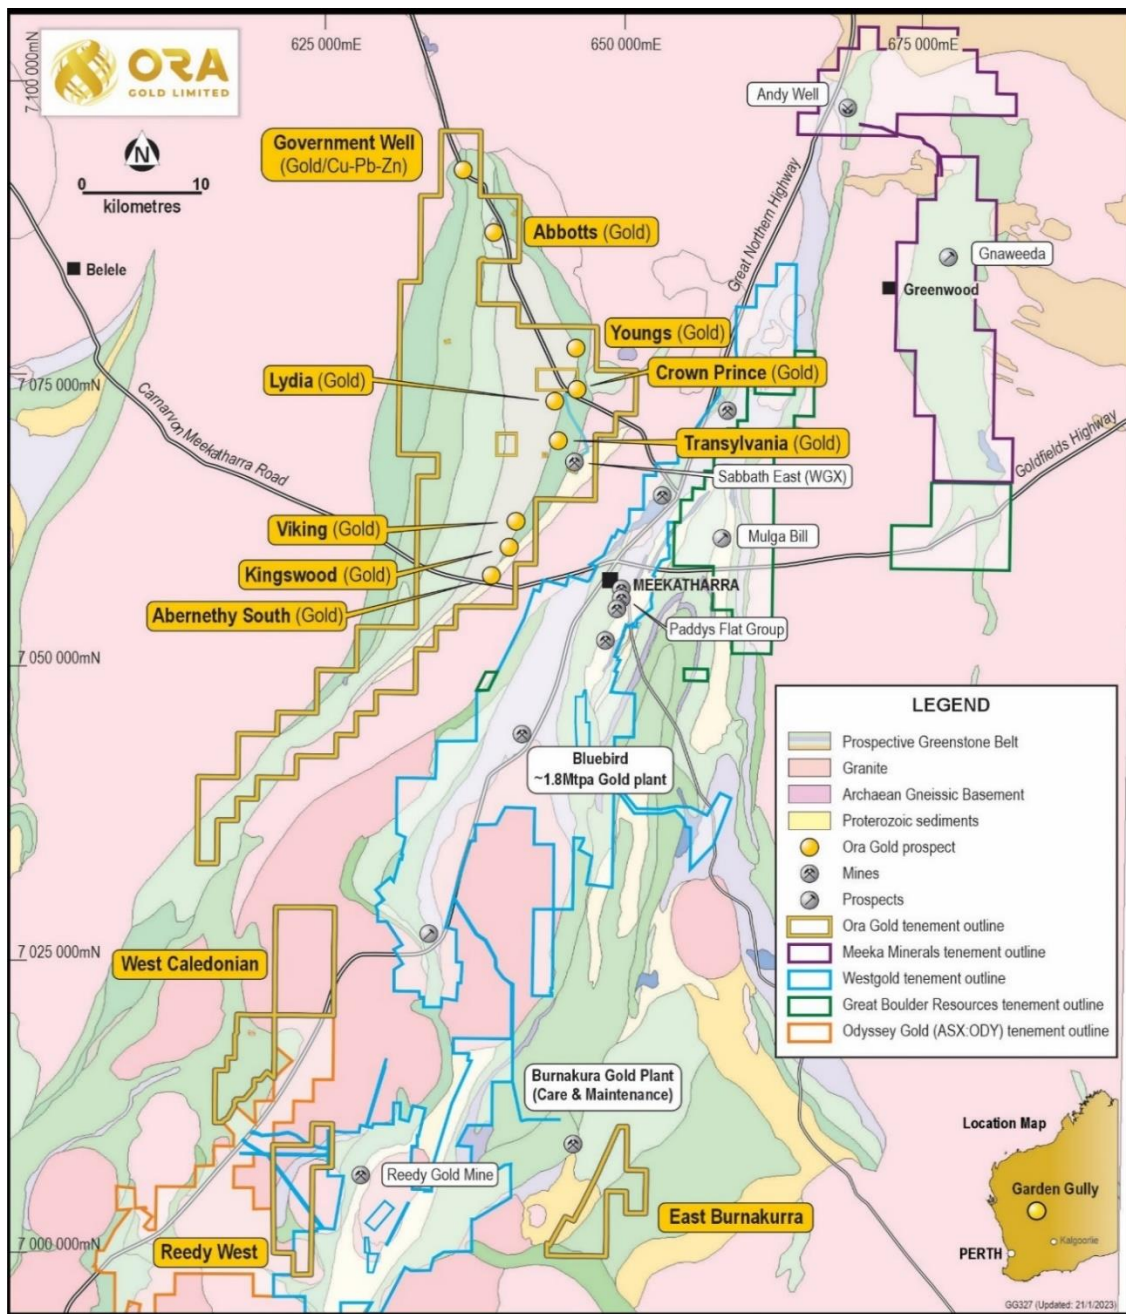 ORA
GOLD LIMITED
625 000mE
650 000mE
675 000mE
7 100 000mN
N
0 10
kilometres
Government Well
(Gold/Cu-Pb-Zn)
Andy Well
Great Northern Highway
Abbotts (Gold)
Gnaweeda
Belele
Greenwood
Youngs (Gold)
7 075 000mN
Lydia (Gold)
Crown Prince (Gold)
Carnarvon Meekatharra Road
Transylvania (Gold)
Goldfields Highway
Sabbath East (WGX)
Viking (Gold)
Mulga Bill
Kingswood (Gold)
MEEKATHARRA
Abernethy South (Gold)
Paddys Flat Group
7 050 000mN
Bluebird
~1.8Mtpa Gold plant
LEGEND
Prospective Greenstone Belt
Granite
Archaean Gneissic Basement
Proterozoic sediments
Ora Gold prospect
Mines
Prospects
Ora Gold tenement outline
Meeka Minerals tenement outline
Westgold tenement outline
Great Boulder Resources tenement outline
Odyssey Gold (ASX:ODY) tenement outline
7 025 000mN
West Caledonian
Burnakura Gold Plant
(Care & Maintenance)
Reedy Gold Mine
East Burnakurra
Reedy West
7 000 000mN
Location Map
Garden Gully
Kalgoorlie
PERTH
GG327 (Updated: 21/1/2023)